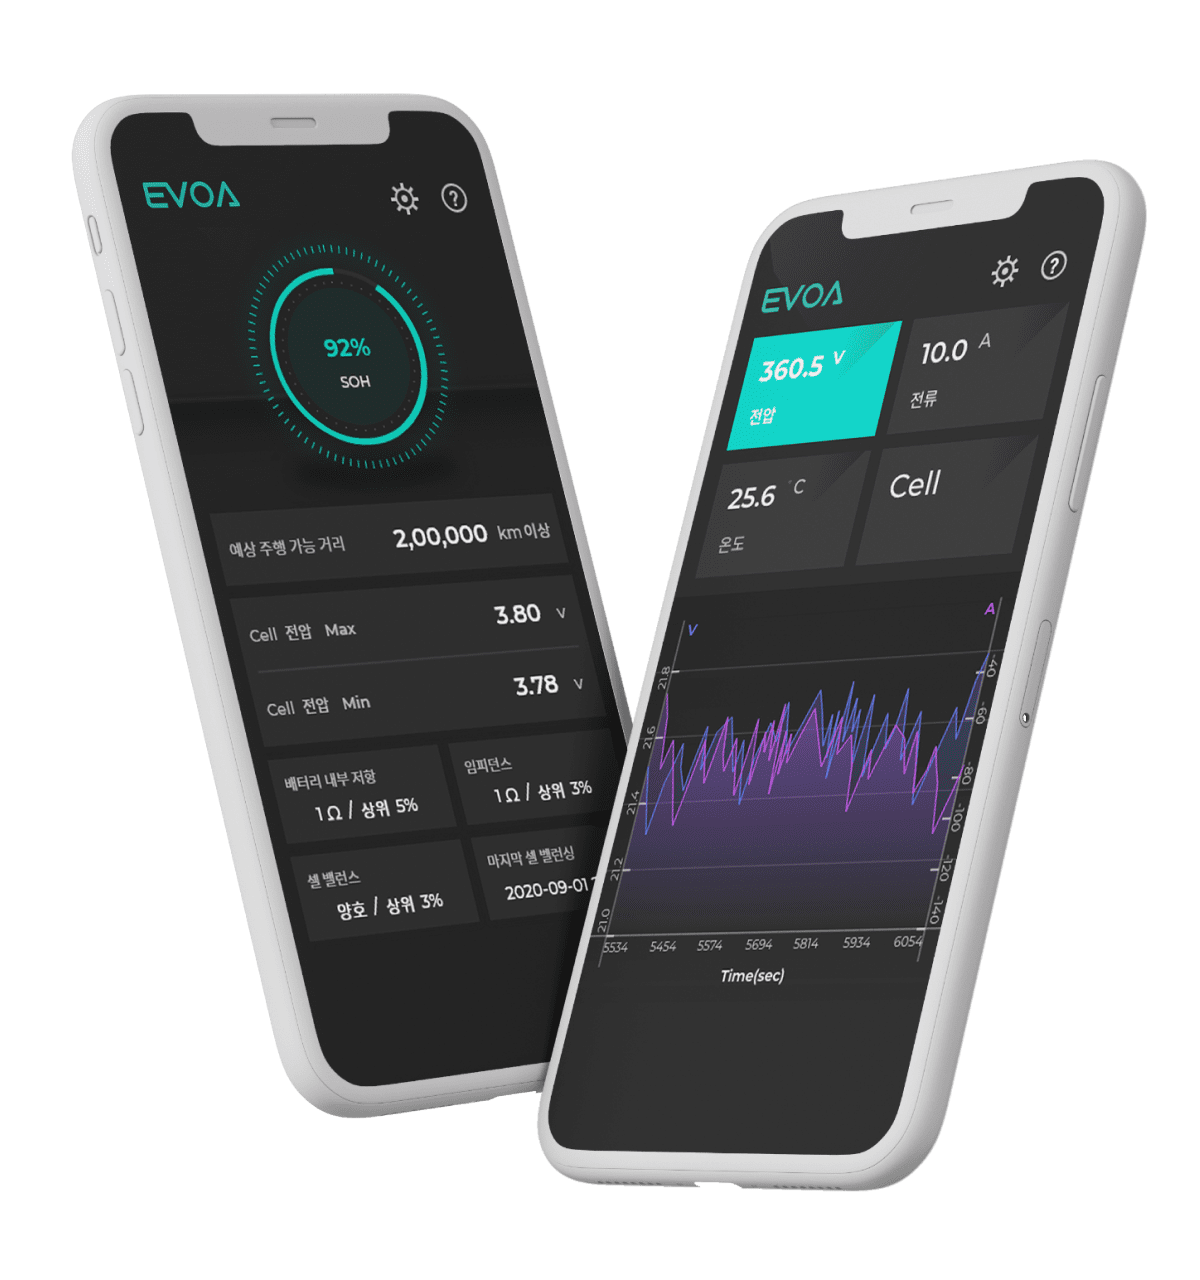 EVOA
92%
SOH
예상 주행 가능 거리 2,00,000 km 이상
Cell 전압 Max 3.80 v
Cell 전압 Min 3.78 v
배터리 내부 저항
1 Ω / 상위 5%
임피던스
1 Ω / 상위 3%
셀 밸런스
양호 / 상위 3%
마지막 셀 밸런싱
2020-09-01
EVOA
360.5 V
전압
10.0 A
전류
25.6 °C
온도
Cell
V
A
21.8
21.6
21.4
21.2
21.0
-40
-60
-80
-100
-120
-140
5534 5454 5574 5694 5814 5934 6054
Time(sec)